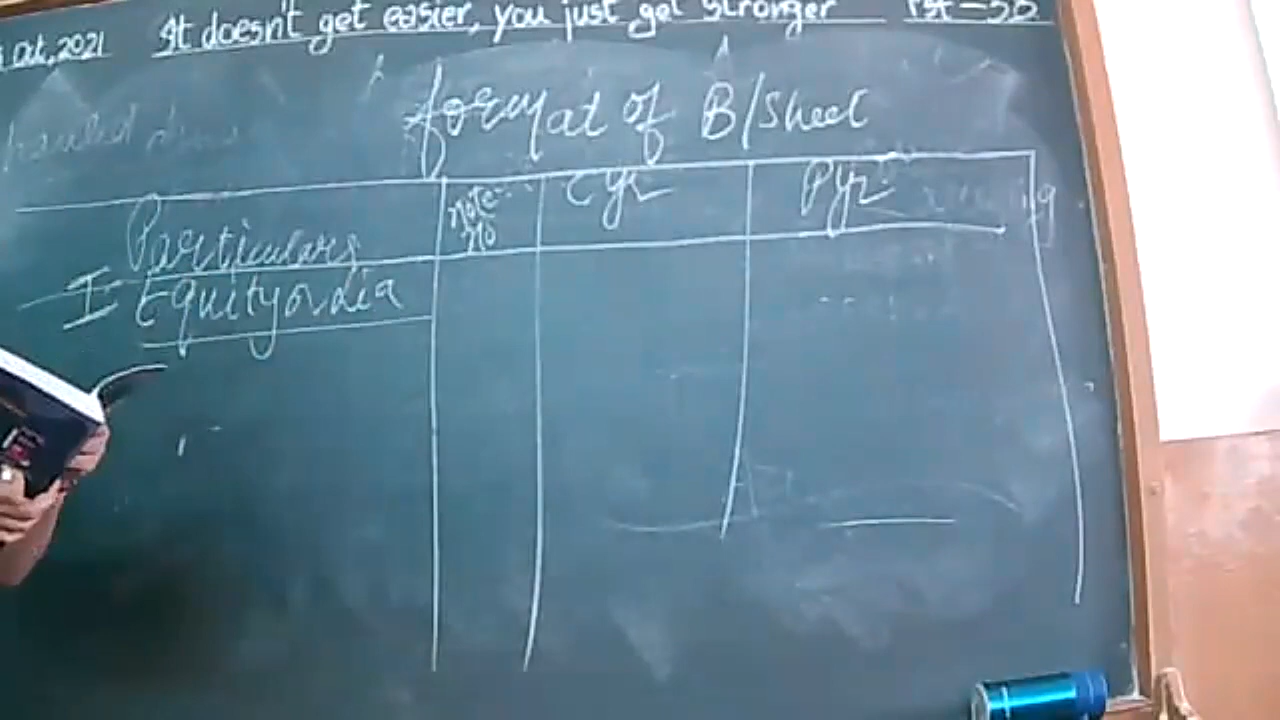 Oct, 2021 It doesn't get easier, you just get stronger
format of B/Sheet
Particulars Note No Cyr Pyr
I Equity & Lia